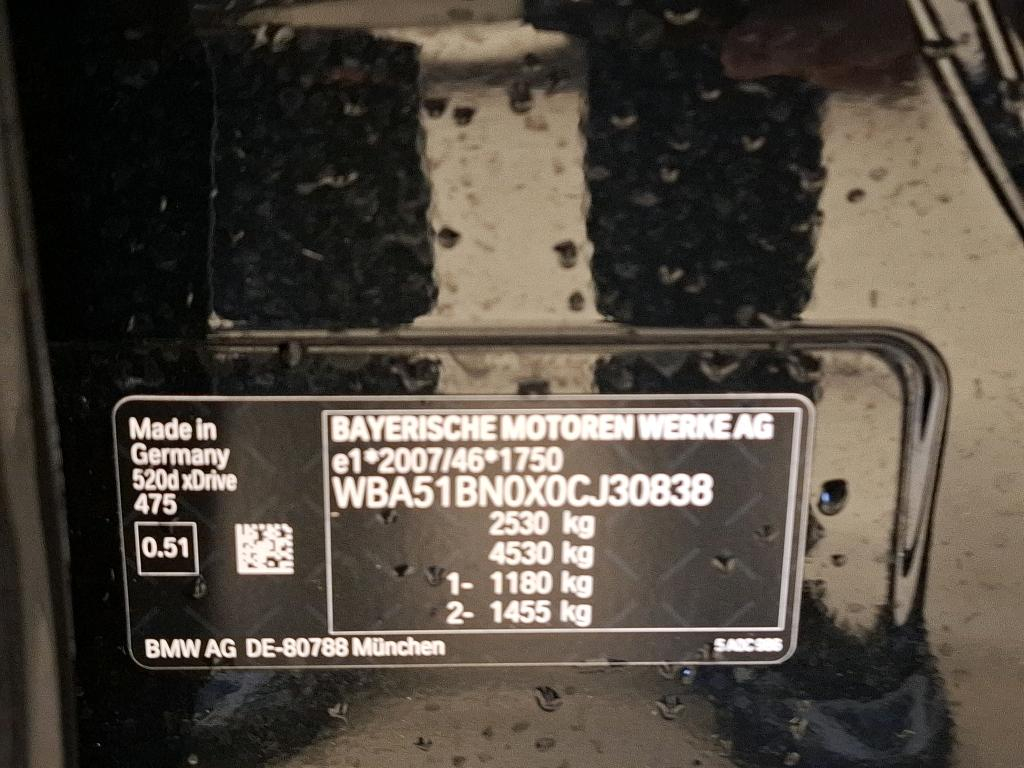 Made in
Germany
520d xDrive
475
0.51
BAYERISCHE MOTOREN WERKE AG
e1*2007/46*1750
WBA51BN0X0CJ30838
2530 kg
4530 kg
1- 1180 kg
2- 1455 kg
BMW AG DE-80788 München